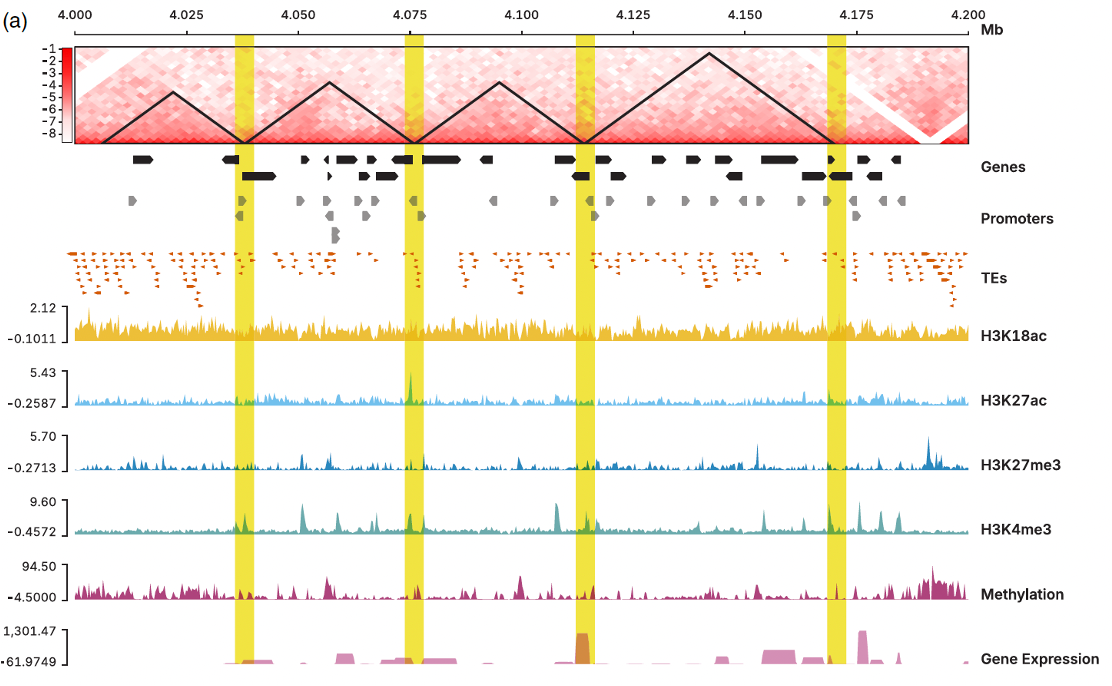 (a)
4.000 4.025 4.050 4.075 4.100 4.125 4.150 4.175 4.200
Mb
-1
-2
-3
-4
-5
-6
-7
-8
Genes
Promoters
TEs
2.12
-0.1011
H3K18ac
5.43
-0.2587
H3K27ac
5.70
-0.2713
H3K27me3
9.60
-0.4572
H3K4me3
94.50
-4.5000
Methylation
1,301.47
-61.9749
Gene Expression